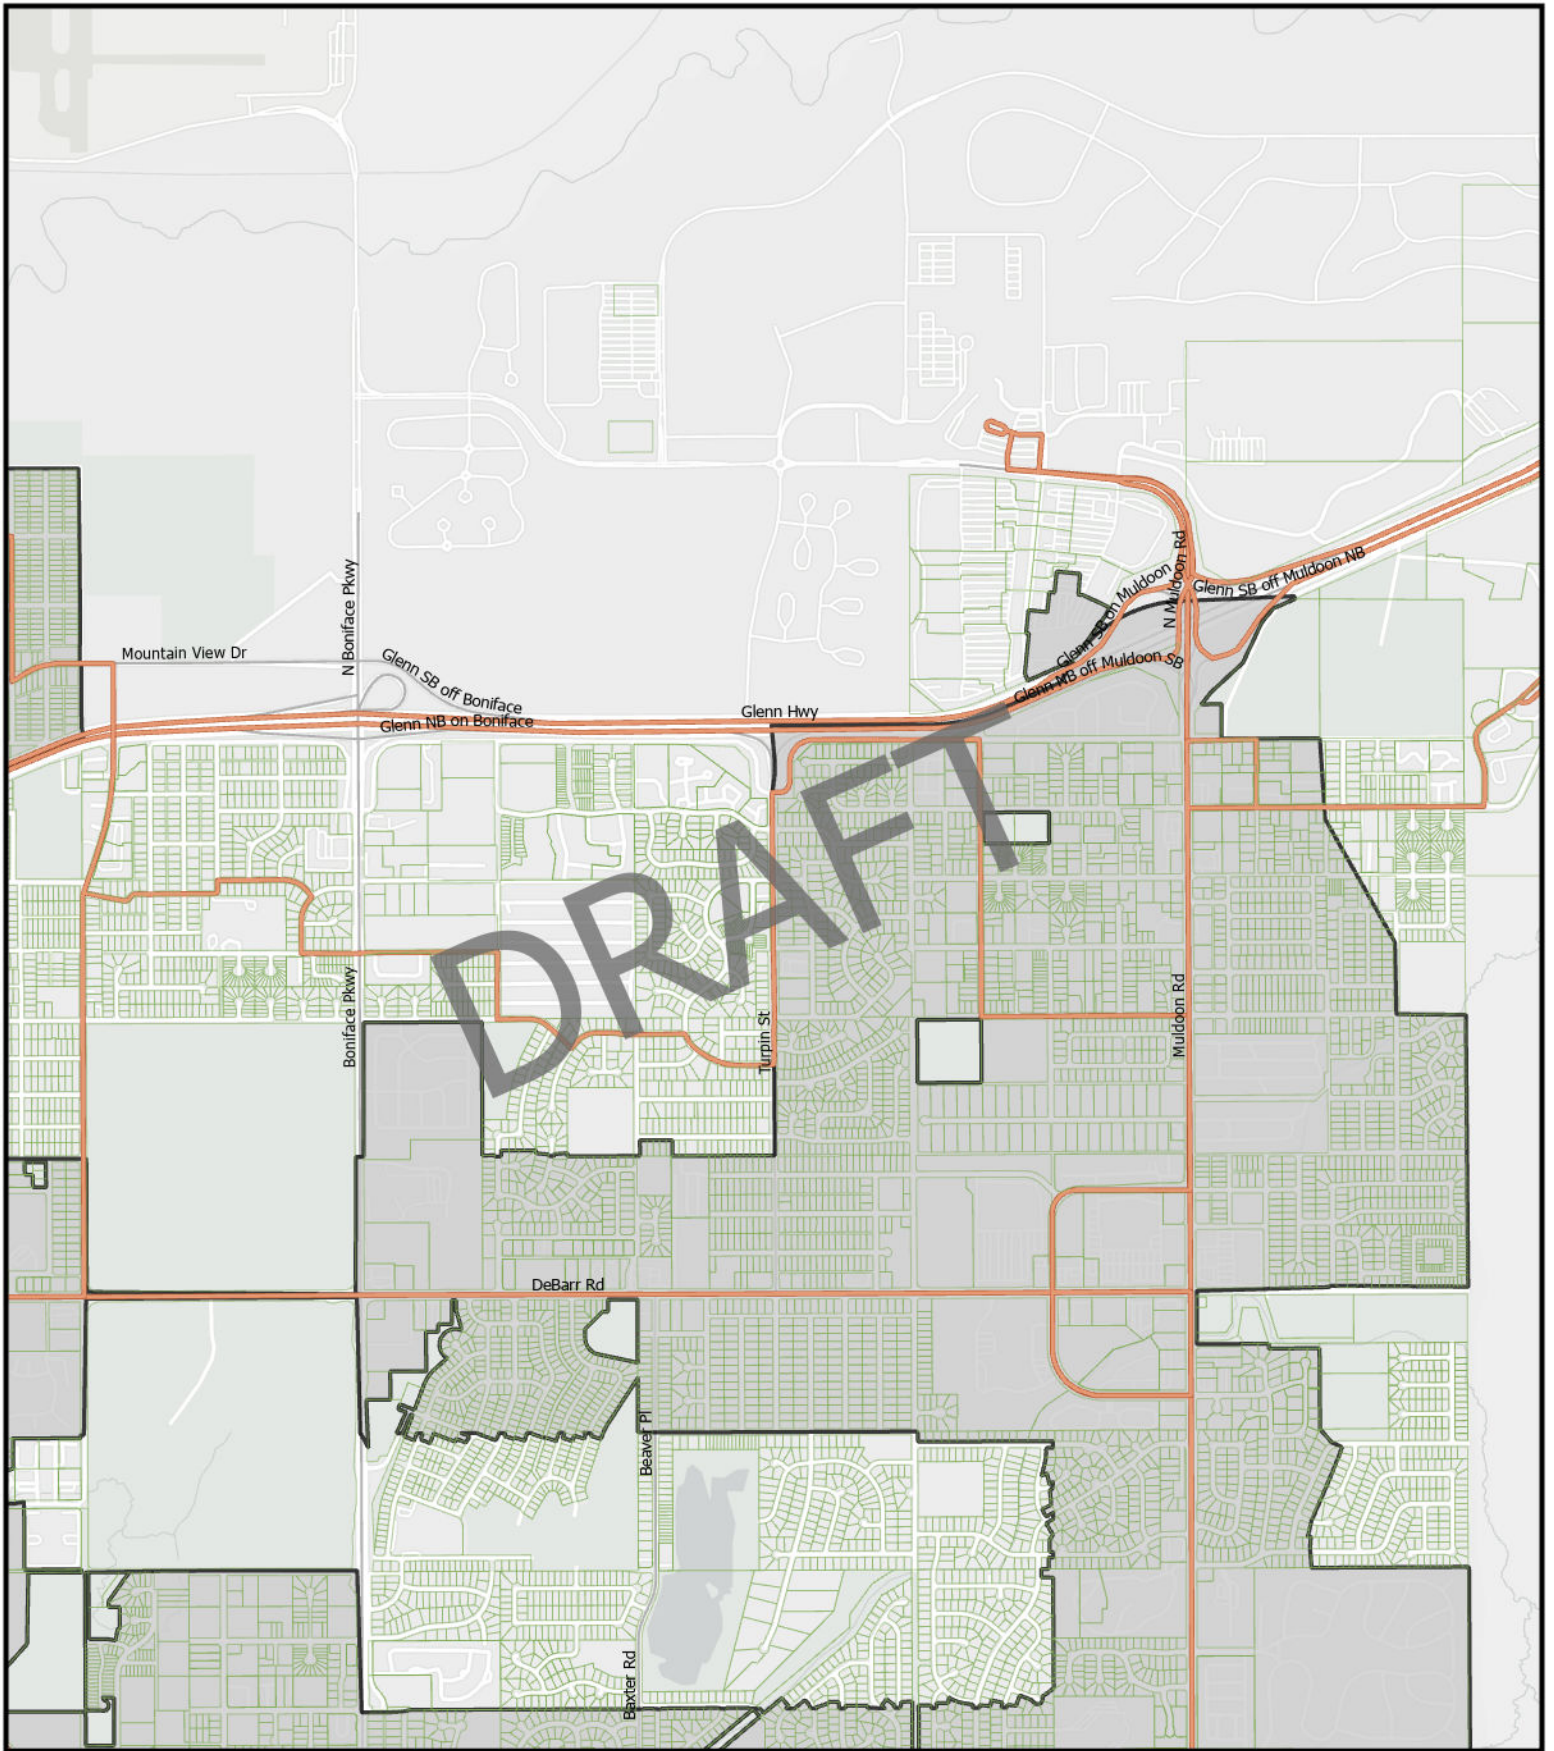 N Boniface Pkwy
N Muldoon Rd
Glenn SB off Muldoon NB
Glenn SB on Muldoon
Mountain View Dr
Glenn SB off Boniface
Glenn NB off Muldoon SB
Glenn Hwy
Glenn NB on Boniface
DRAFT
Boniface Pkwy
Turpin St
Muldoon Rd
DeBarr Rd
Beaver Pl
Baxter Rd